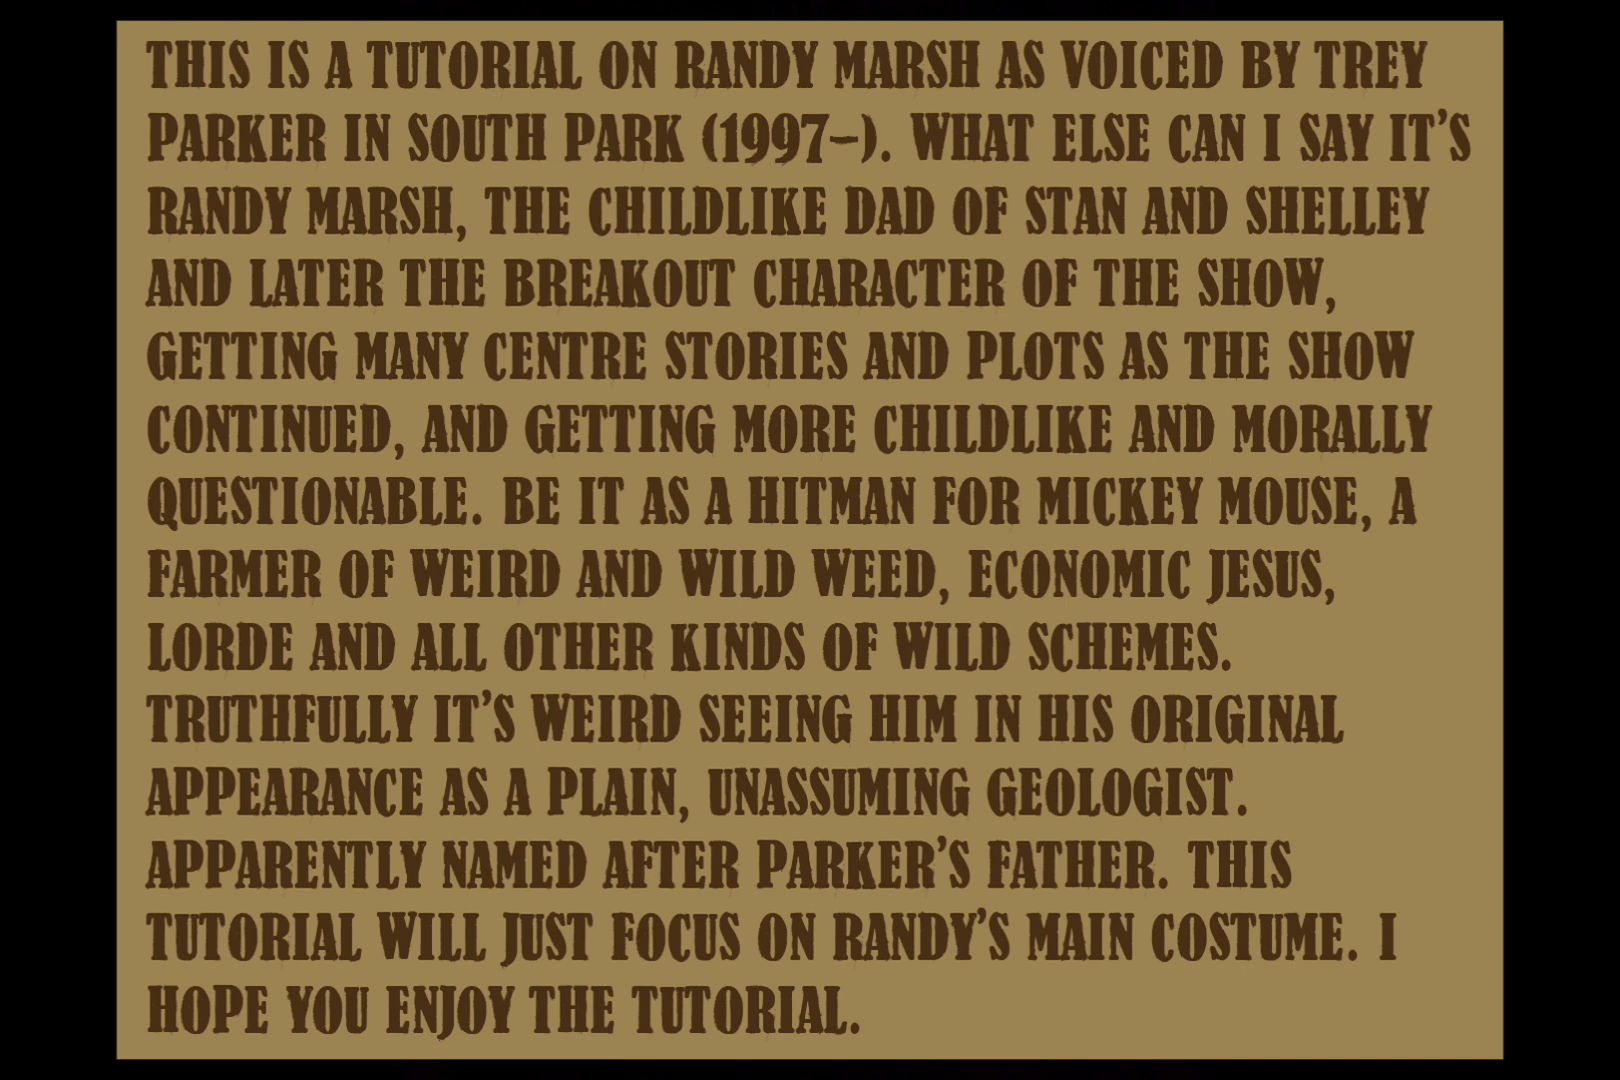 THIS IS A TUTORIAL ON RANDY MARSH AS VOICED BY TREY
PARKER IN SOUTH PARK (1997–). WHAT ELSE CAN I SAY IT’S
RANDY MARSH, THE CHILDLIKE DAD OF STAN AND SHELLEY
AND LATER THE BREAKOUT CHARACTER OF THE SHOW,
GETTING MANY CENTRE STORIES AND PLOTS AS THE SHOW
CONTINUED, AND GETTING MORE CHILDLIKE AND MORALLY
QUESTIONABLE. BE IT AS A HITMAN FOR MICKEY MOUSE, A
FARMER OF WEIRD AND WILD WEED, ECONOMIC JESUS,
LORDE AND ALL OTHER KINDS OF WILD SCHEMES.
TRUTHFULLY IT’S WEIRD SEEING HIM IN HIS ORIGINAL
APPEARANCE AS A PLAIN, UNASSUMING GEOLOGIST.
APPARENTLY NAMED AFTER PARKER’S FATHER. THIS
TUTORIAL WILL JUST FOCUS ON RANDY’S MAIN COSTUME. I
HOPE YOU ENJOY THE TUTORIAL.